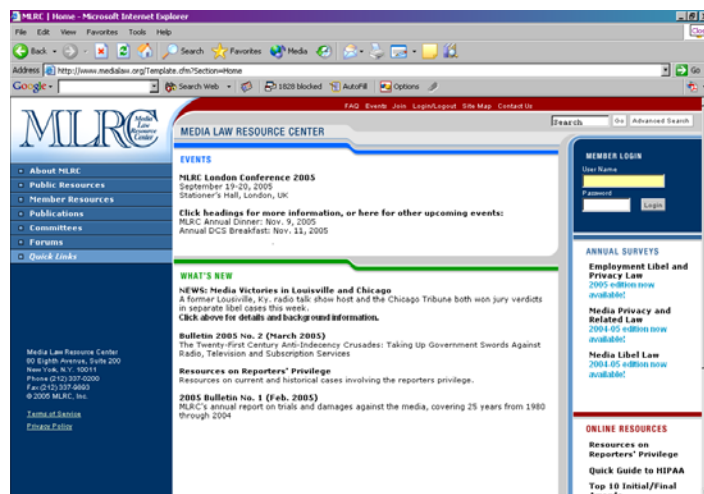 MLRC | Home - Microsoft Internet Explorer
File Edit View Favorites Tools Help
Back Search Favorites Media
Address http://www.medialaw.org/Template.cfm?Section=Home Go
Google Search Web 1828 blocked AutoFill Options
FAQ Events Join Login/Logout Site Map Contact Us
MLRC Media Law Resource Center
MEDIA LAW RESOURCE CENTER
Search Go Advanced Search
About MLRC
Public Resources
Member Resources
Publications
Committees
Forums
Quick Links
Media Law Resource Center
80 Eighth Avenue, Suite 200
New York, N.Y. 10011
Phone (212) 337-0200
Fax (212) 337-9893
© 2005 MLRC, Inc.
Terms of Service
Privacy Policy
EVENTS
MLRC London Conference 2005
September 19-20, 2005
Stationer's Hall, London, UK
Click headings for more information, or here for other upcoming events:
MLRC Annual Dinner: Nov. 9, 2005
Annual DCS Breakfast: Nov. 11, 2005
WHAT'S NEW
NEWS: Media Victories in Louisville and Chicago
A former Lousiville, Ky. radio talk show host and the Chicago Tribune both won jury verdicts
in separate libel cases this week.
Click above for details and background information.
Bulletin 2005 No. 2 (March 2005)
The Twenty-First Century Anti-Indecency Crusades: Taking Up Government Swords Against
Radio, Television and Subscription Services
Resources on Reporters' Privilege
Resources on current and historical cases involving the reporters privilege.
2005 Bulletin No. 1 (Feb. 2005)
MLRC's annual report on trials and damages against the media, covering 25 years from 1980
through 2004
MEMBER LOGIN
User Name
Password
Login
ANNUAL SURVEYS
Employment Libel and
Privacy Law
2005 edition now
available!
Media Privacy and
Related Law
2004-05 edition now
available!
Media Libel Law
2004-05 edition now
available!
ONLINE RESOURCES
Resources on
Reporters' Privilege
Quick Guide to HIPAA
Top 10 Initial/Final